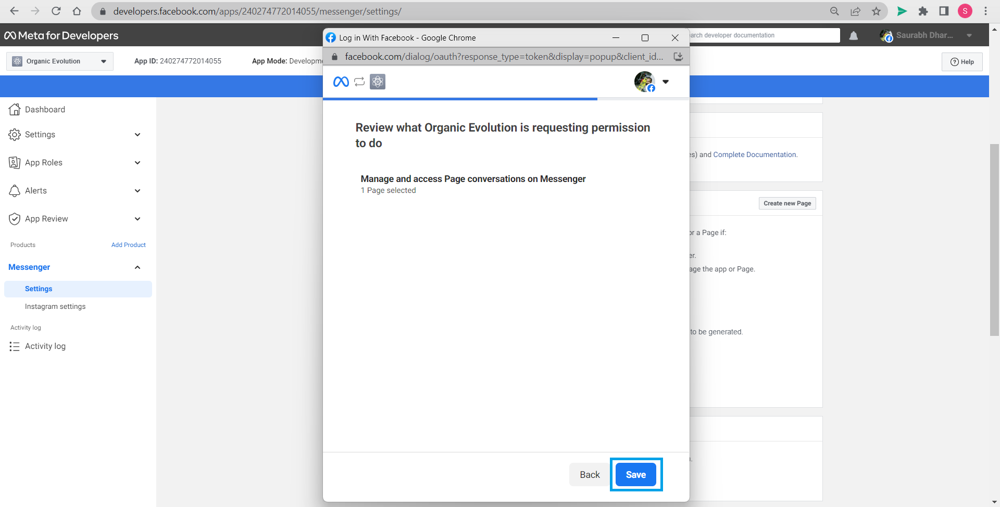 developers.facebook.com/apps/240274772014055/messenger/settings/
S
Meta for Developers
Log in With Facebook - Google Chrome
arch developer documentation
Saurabh Dhar...
facebook.com/dialog/oauth?response_type=token&display=popup&client_id...
Organic Evolution
App ID: 240274772014055
App Mode: Developm
Help
Dashboard
Settings
App Roles
Alerts
App Review
Products
Add Product
Messenger
Settings
Instagram settings
Activity log
Activity log
Review what Organic Evolution is requesting permission
to do
Manage and access Page conversations on Messenger
1 Page selected
Back
Save
es) and Complete Documentation.
Create new Page
or a Page if:
er.
age the app or Page.
to be generated.